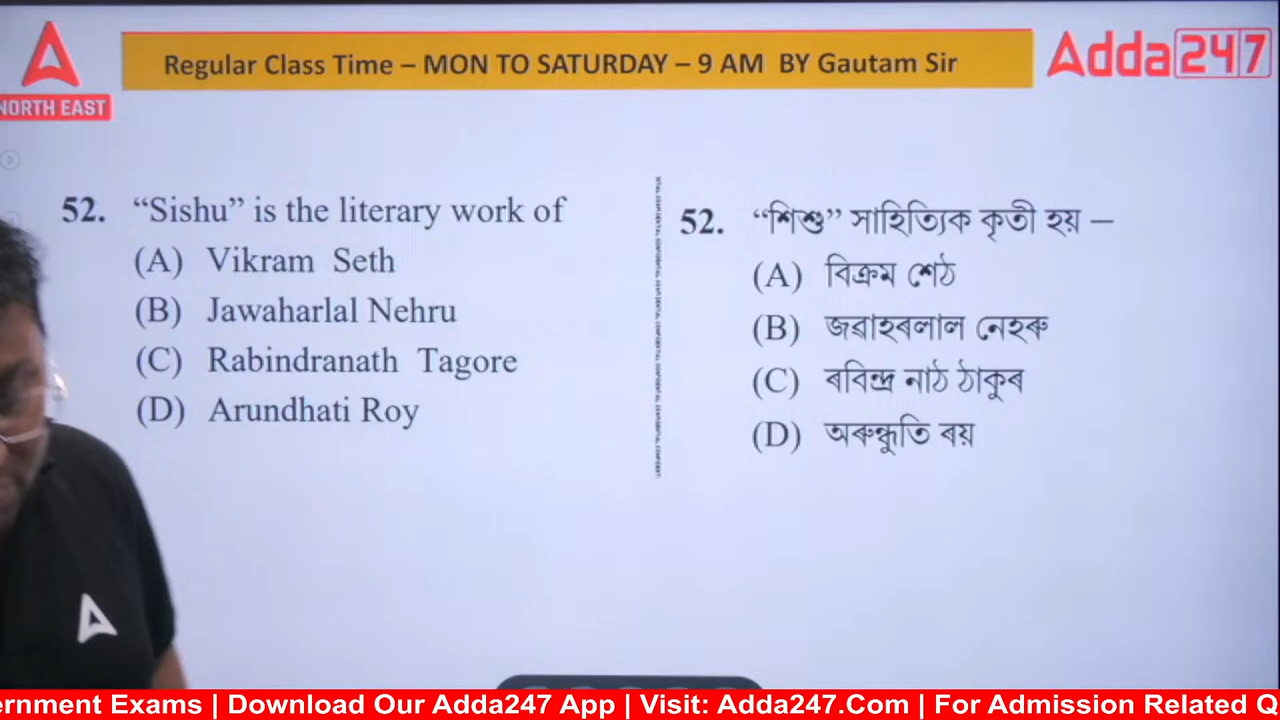 Regular Class Time – MON TO SATURDAY – 9 AM BY Gautam Sir
Adda247
NORTH EAST
52. “Sishu” is the literary work of
(A) Vikram Seth
(B) Jawaharlal Nehru
(C) Rabindranath Tagore
(D) Arundhati Roy
52. “শিশু” সাহিত্যিক কৃতী হয় –
(A) বিক্ৰম শেঠ
(B) জৱাহৰলাল নেহৰু
(C) ৰবিন্দ্ৰ নাঠ ঠাকুৰ
(D) অৰুন্ধুতি ৰয়
ernment Exams | Download Our Adda247 App | Visit: Adda247.Com | For Admission Related Q